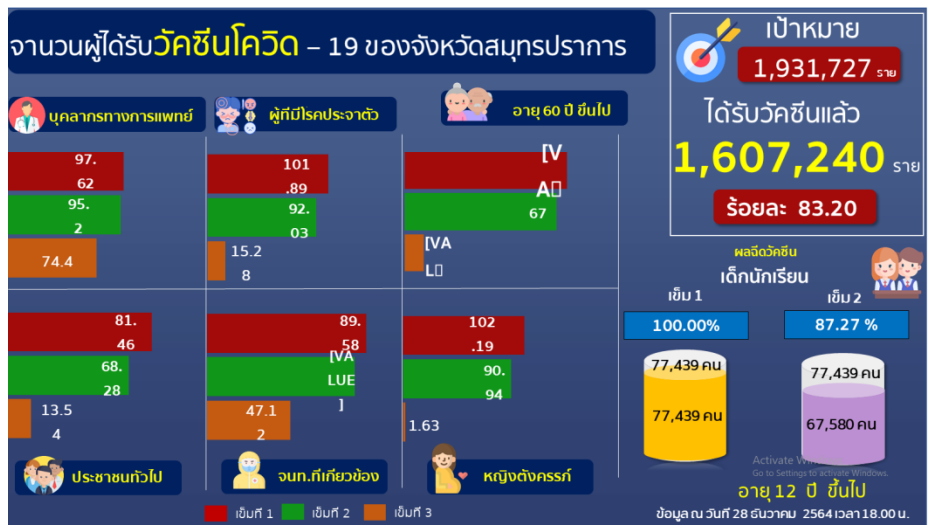 จานวนผู้ได้รับวัคซีนโควิด – 19 ของจังหวัดสมุทรปราการ
เป้าหมาย
1,931,727 ราย
ได้รับวัคซีนแล้ว
1,607,240 ราย
ร้อยละ 83.20
บุคลากรทางการแพทย์
97.
62
95.
2
74.4
ผู้ที่มีโรคประจาตัว
101
.89
92.
03
15.2
8
อายุ 60 ปี ขึ้นไป
[V
A
67
[VA
L
81.
46
68.
28
13.5
4
ประชาชนทั่วไป
89.
58
[VA
LUE
]
47.1
2
จนท.ที่เกี่ยวข้อง
102
.19
90.
94
1.63
หญิงตั้งครรภ์
เข็มที่ 1
เข็มที่ 2
เข็มที่ 3
ผลฉีดวัคซีน
เด็กนักเรียน
เข็ม 1
100.00%
77,439 คน
77,439 คน
เข็ม 2
87.27 %
77,439 คน
67,580 คน
Activate Win
Go to Settings to activate Windows.
อายุ 12 ปี ขึ้นไป
ข้อมูล ณ วันที่ 28 ธันวาคม 2564 เวลา 18.00 น.